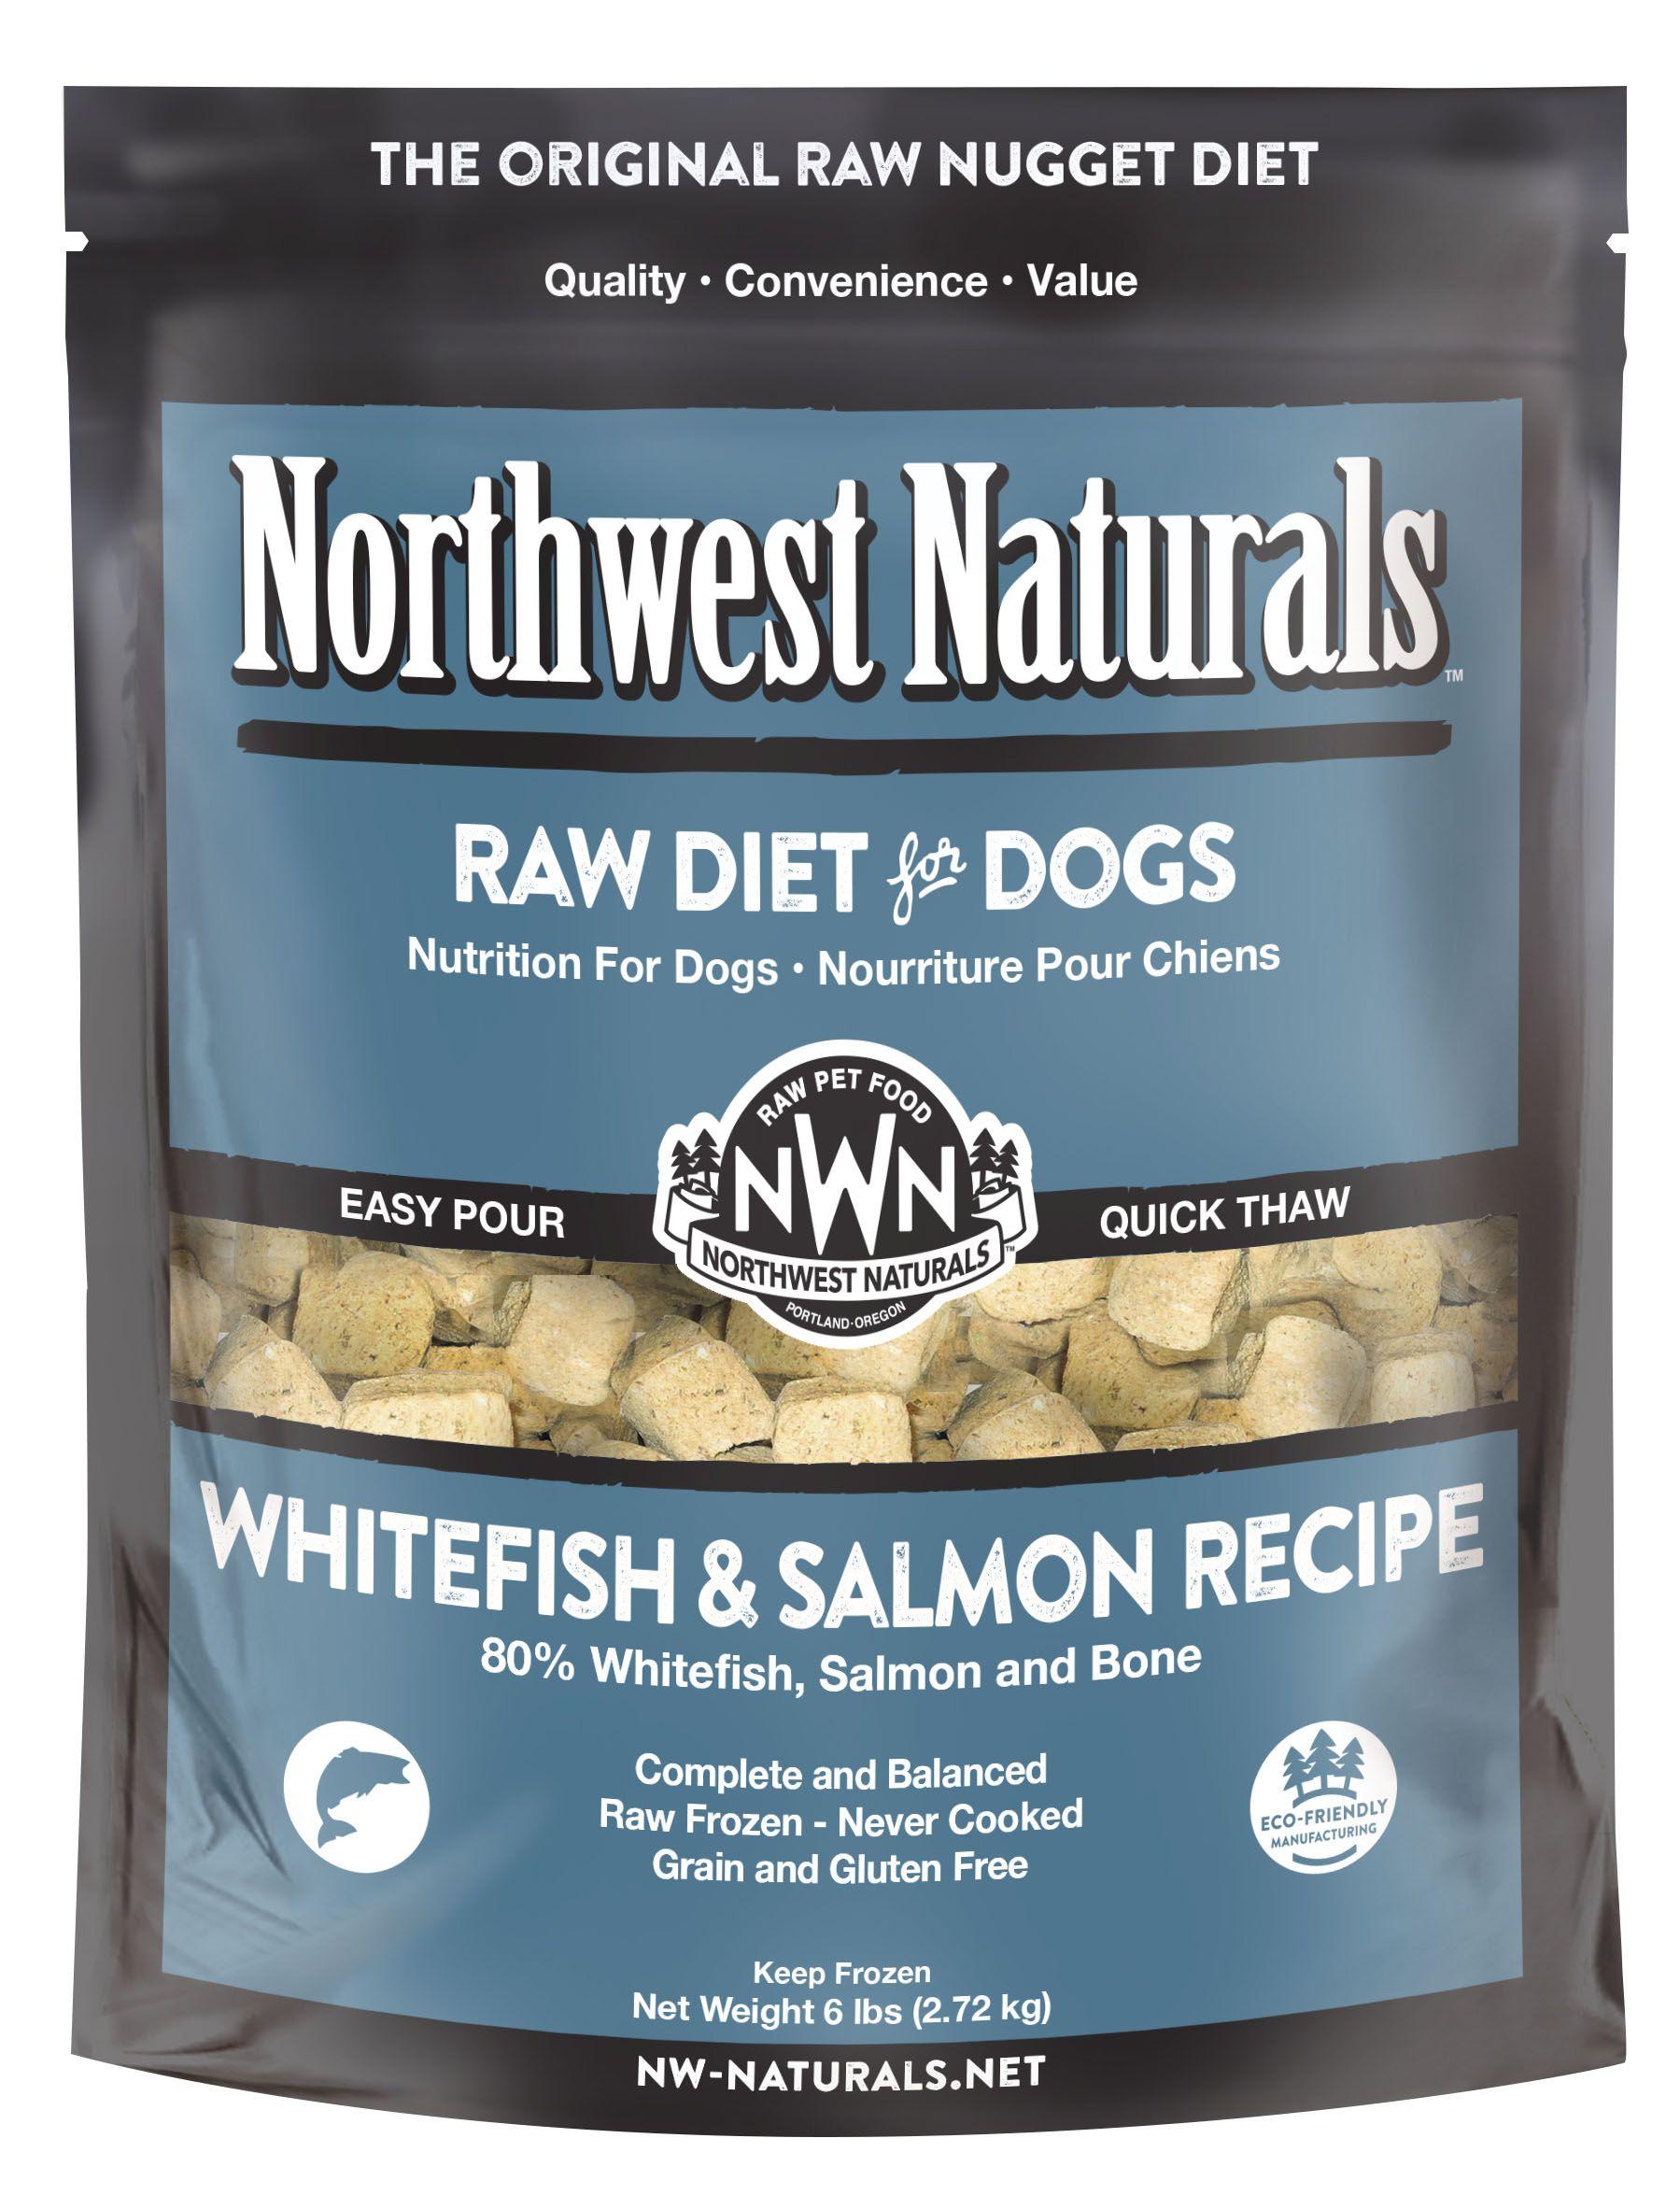 THE ORIGINAL RAW NUGGET DIET
Quality • Convenience • Value
Northwest Naturals™
RAW DIET for DOGS
Nutrition For Dogs • Nourriture Pour Chiens
RAW PET FOOD
NWN
EASY POUR
QUICK THAW
NORTHWEST NATURALS™
PORTLAND·OREGON
WHITEFISH & SALMON RECIPE
80% Whitefish, Salmon and Bone
Complete and Balanced
Raw Frozen - Never Cooked
Grain and Gluten Free
ECO-FRIENDLY
MANUFACTURING
Keep Frozen
Net Weight 6 lbs (2.72 kg)
NW-NATURALS.NET